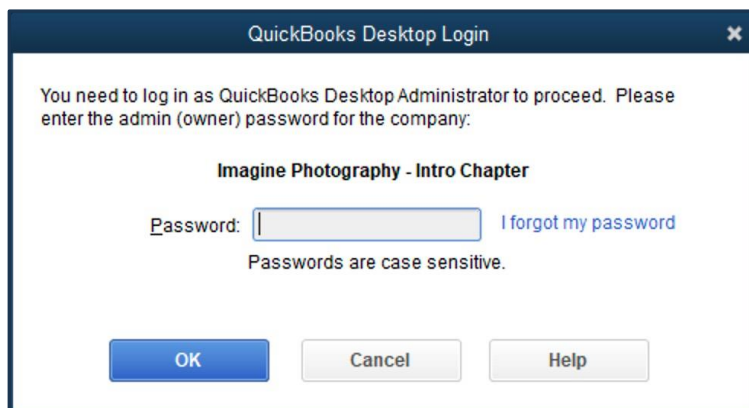 QuickBooks Desktop Login
You need to log in as QuickBooks Desktop Administrator to proceed. Please
enter the admin (owner) password for the company:
Imagine Photography - Intro Chapter
Password:
I forgot my password
Passwords are case sensitive.
OK
Cancel
Help